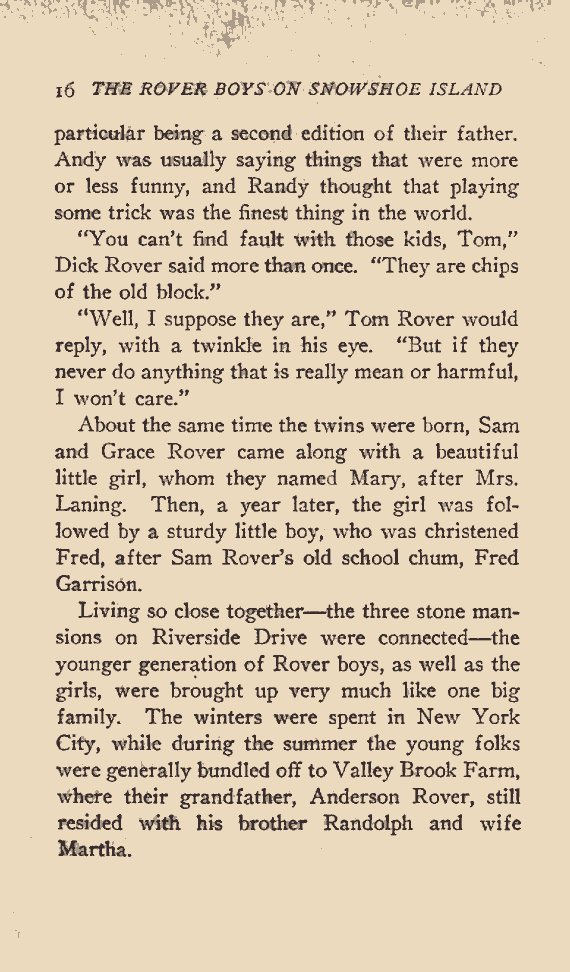 16 THE ROVER BOYS ON SNOWSHOE ISLAND
particular being a second edition of their father.
Andy was usually saying things that were more
or less funny, and Randy thought that playing
some trick was the finest thing in the world.
“You can’t find fault with those kids, Tom,”
Dick Rover said more than once. “They are chips
of the old block.”
“Well, I suppose they are,” Tom Rover would
reply, with a twinkle in his eye. “But if they
never do anything that is really mean or harmful,
I won’t care.”
About the same time the twins were born, Sam
and Grace Rover came along with a beautiful
little girl, whom they named Mary, after Mrs.
Laning. Then, a year later, the girl was fol-
lowed by a sturdy little boy, who was christened
Fred, after Sam Rover’s old school chum, Fred
Garrison.
Living so close together—the three stone man-
sions on Riverside Drive were connected—the
younger generation of Rover boys, as well as the
girls, were brought up very much like one big
family. The winters were spent in New York
City, while during the summer the young folks
were generally bundled off to Valley Brook Farm,
where their grandfather, Anderson Rover, still
resided with his brother Randolph and wife
Martha.